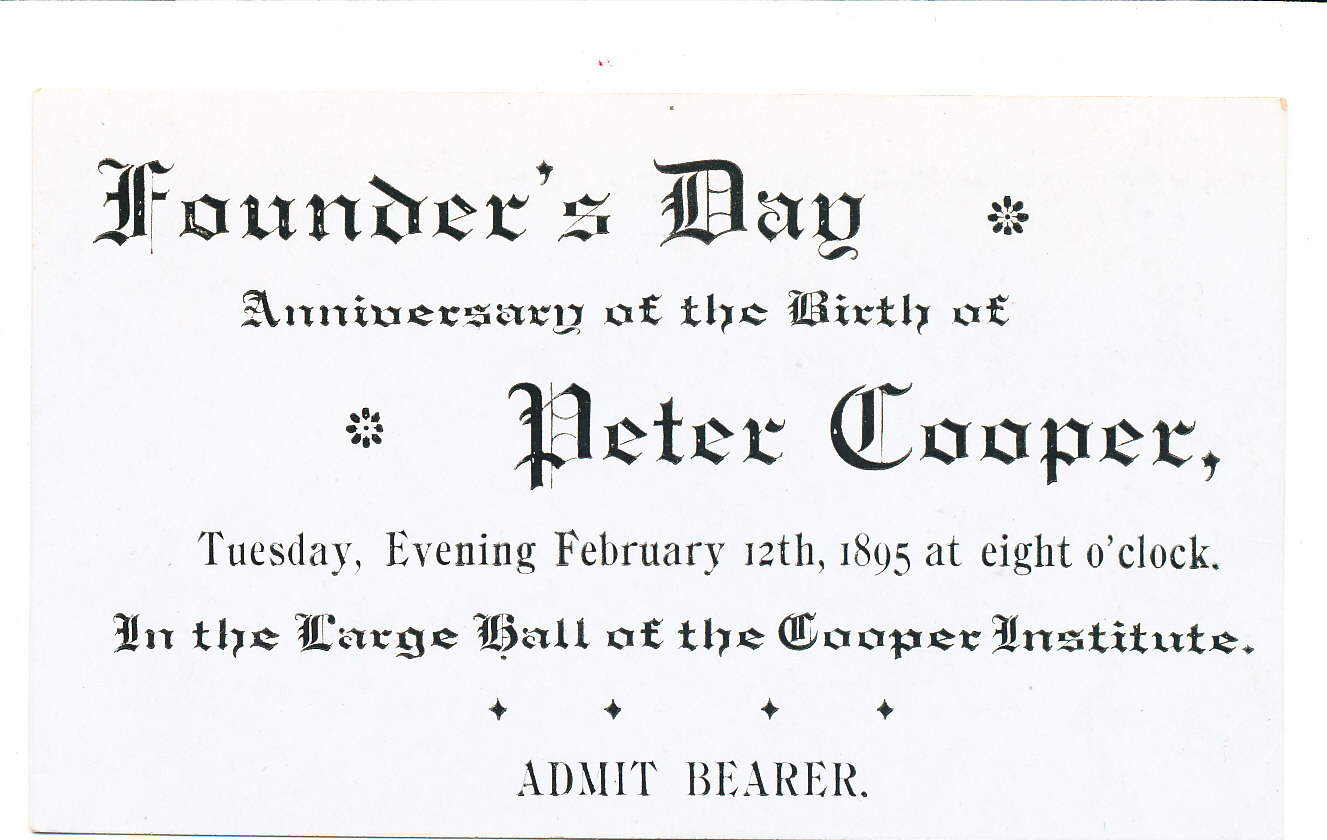 Founder's Day
Anniversary of the Birth of
Peter Cooper,
Tuesday, Evening February 12th, 1895 at eight o'clock.
In the Large Hall of the Cooper Institute.
ADMIT BEARER.